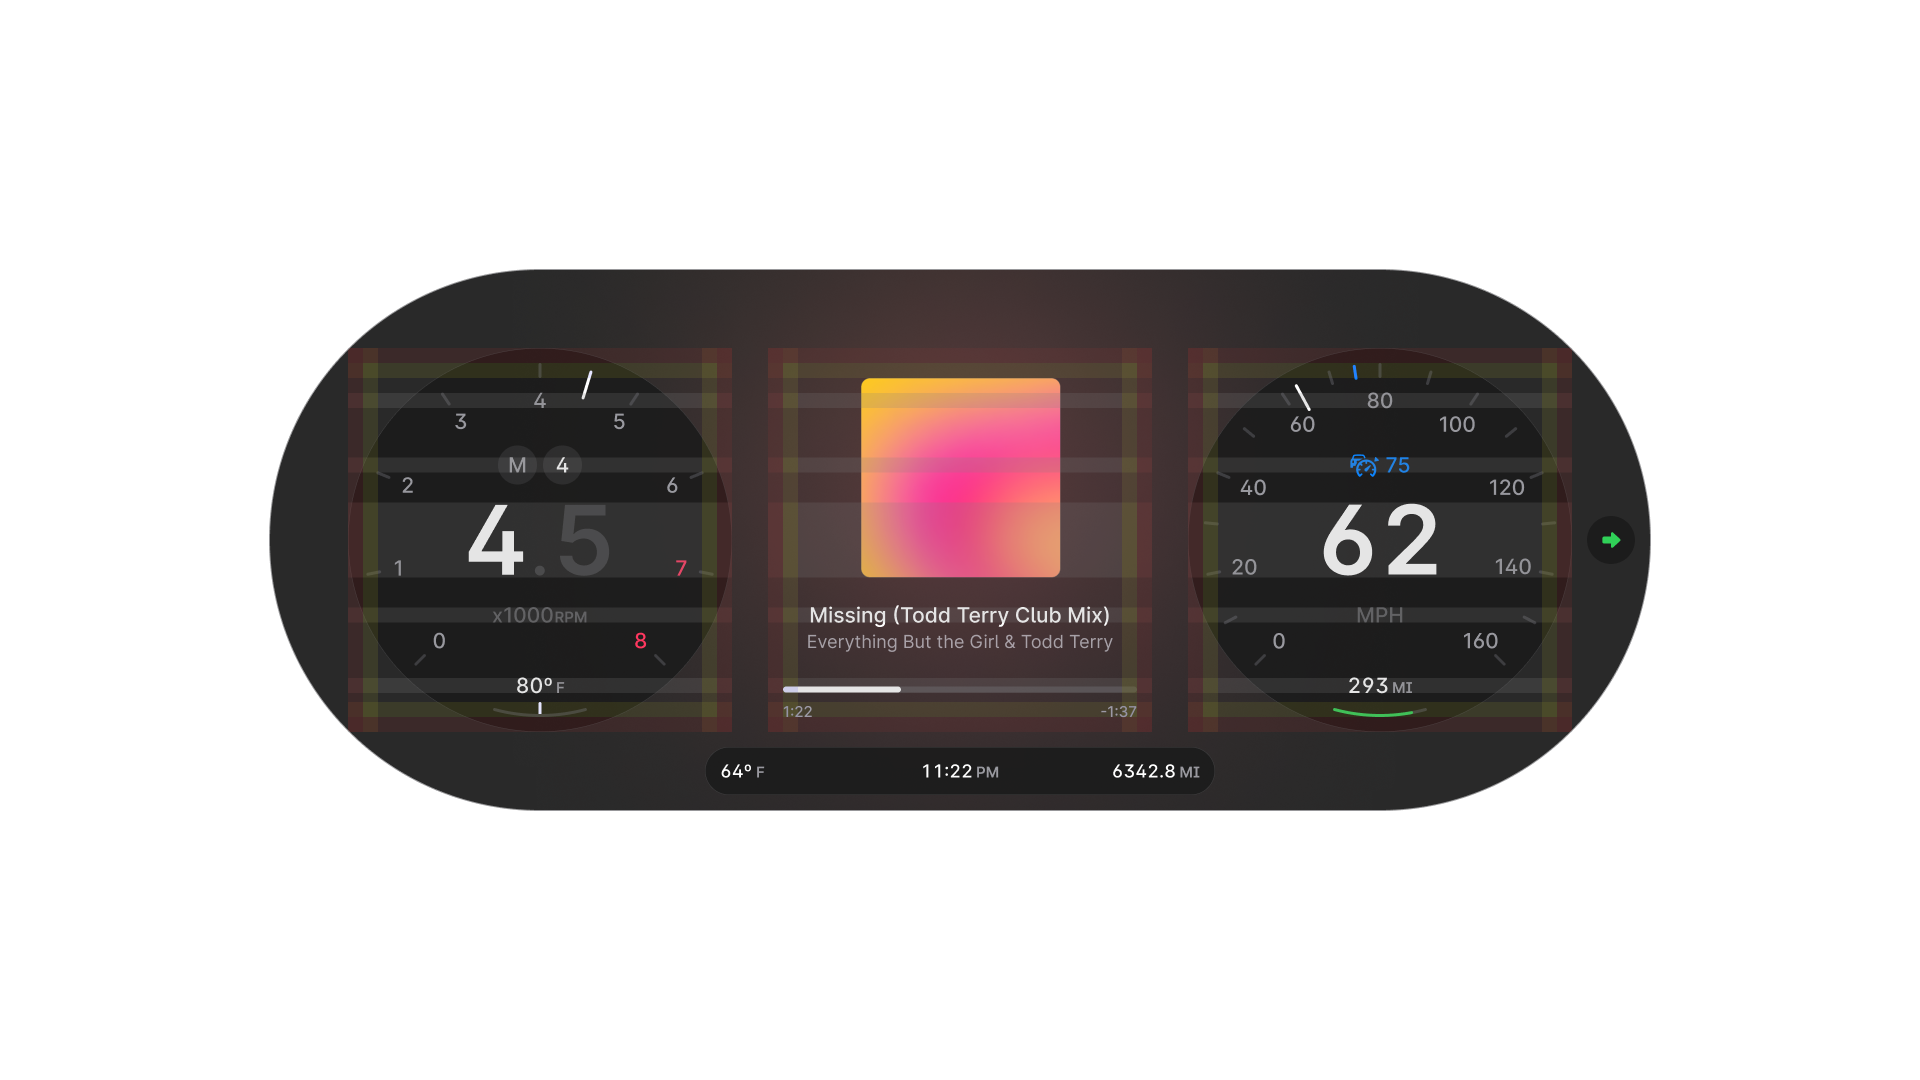 4
3
5
M 4
2
6
4.5
1
7
x1000RPM
0
8
80º F
Missing (Todd Terry Club Mix)
Everything But the Girl & Todd Terry
1:22
-1:37
80
60
100
75
40
120
62
20
140
MPH
0
160
293 MI
64º F
11:22 PM
6342.8 MI